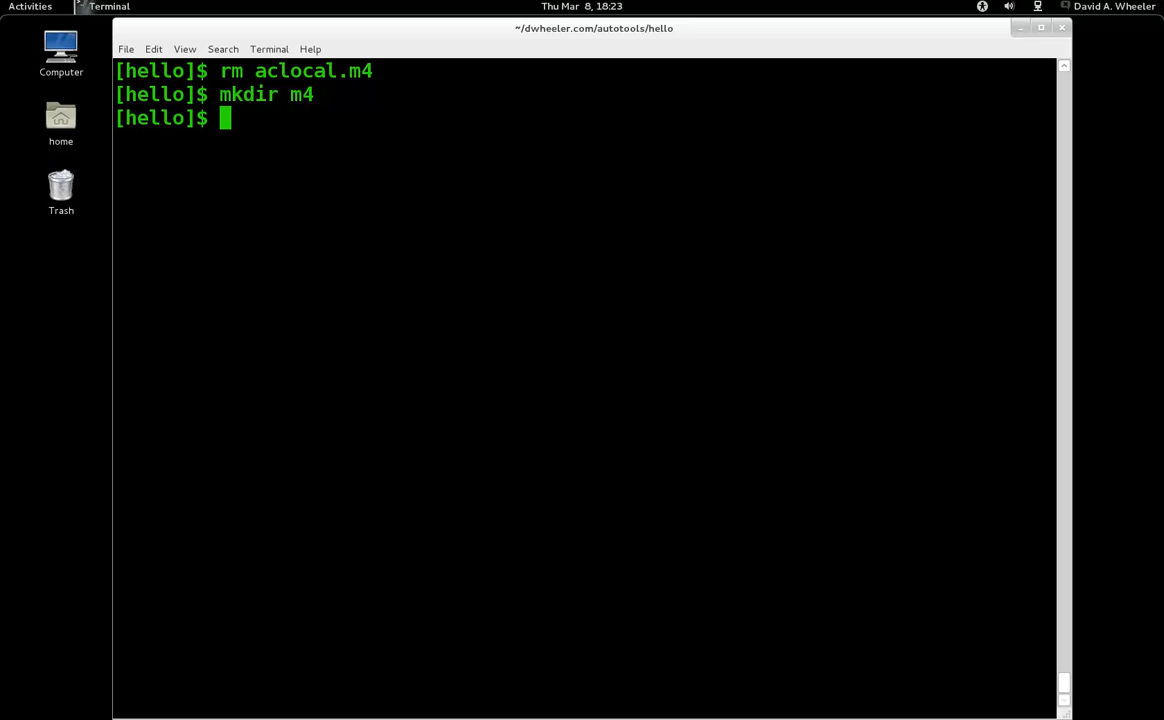 Activities Terminal Thu Mar 8, 18:23 David A. Wheeler
~/dwheeler.com/autotools/hello
File Edit View Search Terminal Help
[hello]$ rm aclocal.m4
[hello]$ mkdir m4
[hello]$
Computer
home
Trash